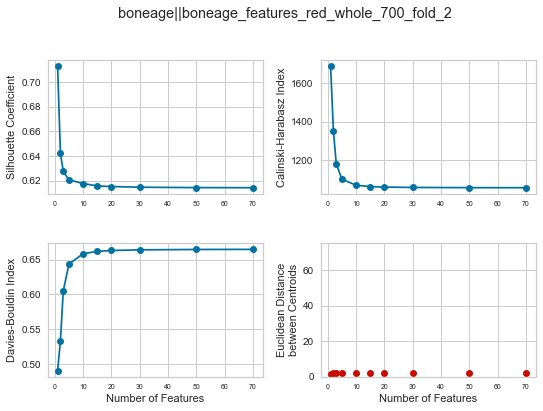 boneage||boneage_features_red_whole_700_fold_2
Silhouette Coefficient
0.70
0.68
0.66
0.64
0.62
0 10 20 30 40 50 60 70
Calinski-Harabasz Index
1600
1400
1200
0 10 20 30 40 50 60 70
Davies-Bouldin Index
0.65
0.60
0.55
0.50
0 10 20 30 40 50 60 70
Number of Features
Euclidean Distance
between Centroids
60
40
20
0
0 10 20 30 40 50 60 70
Number of Features